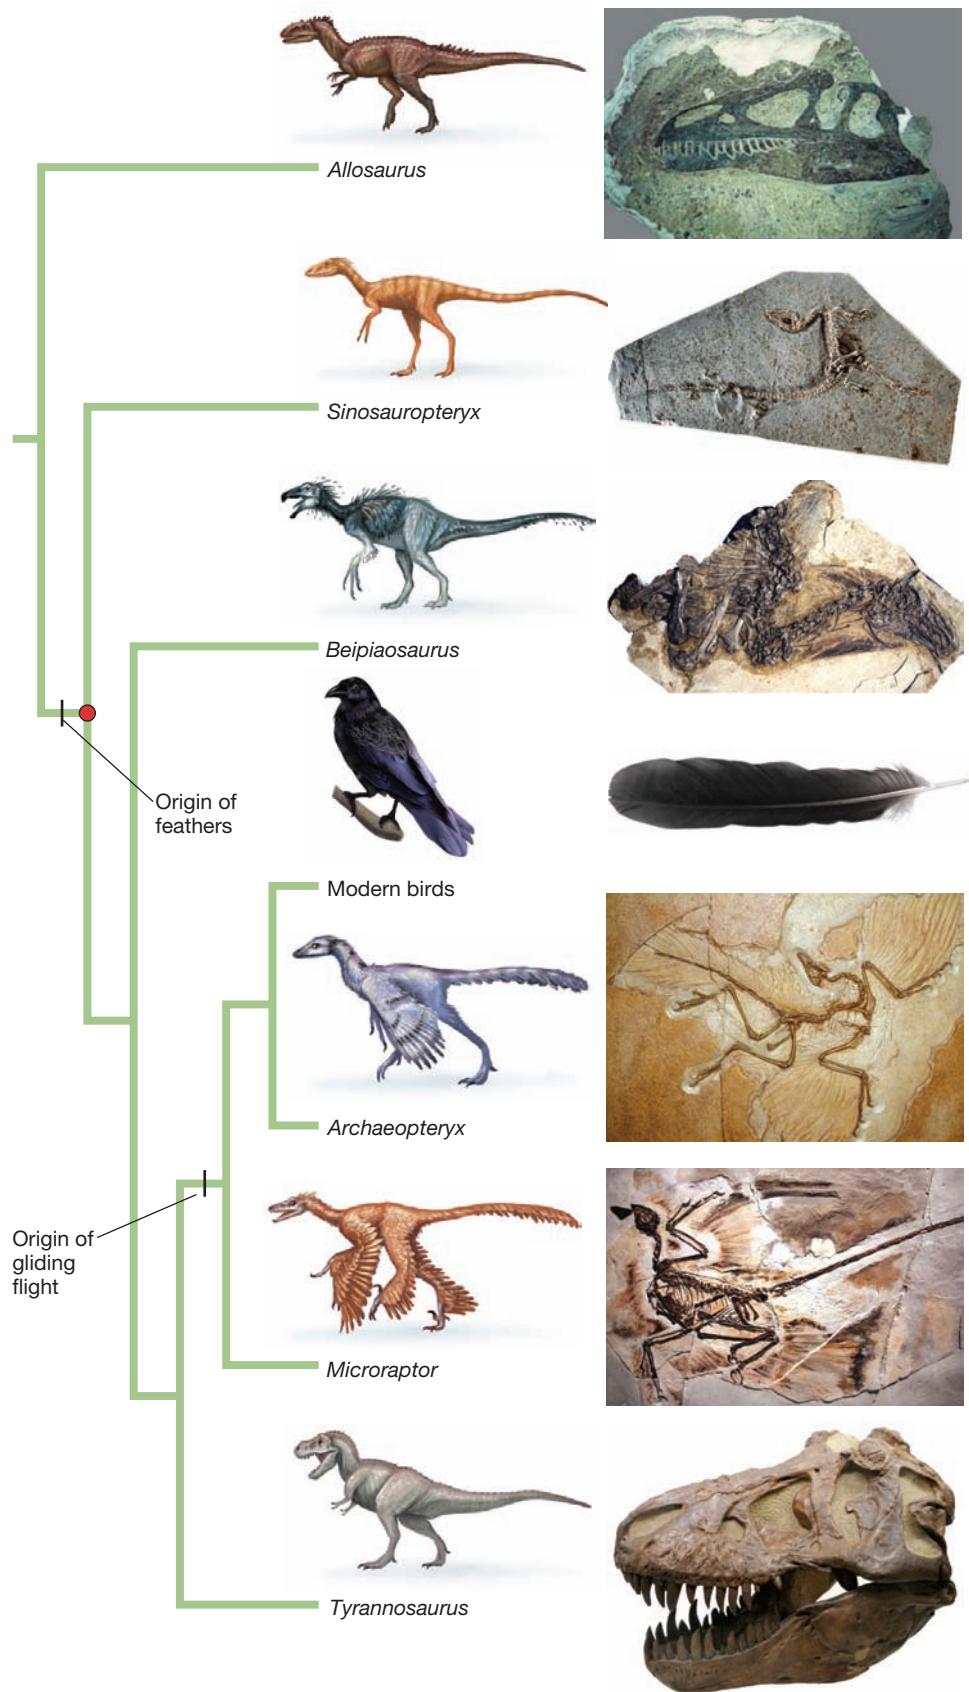 Allosaurus
Sinosauropteryx
Beipiaosaurus
Origin of
feathers
Modern birds
Archaeopteryx
Origin of
gliding
flight
Microraptor
Tyrannosaurus